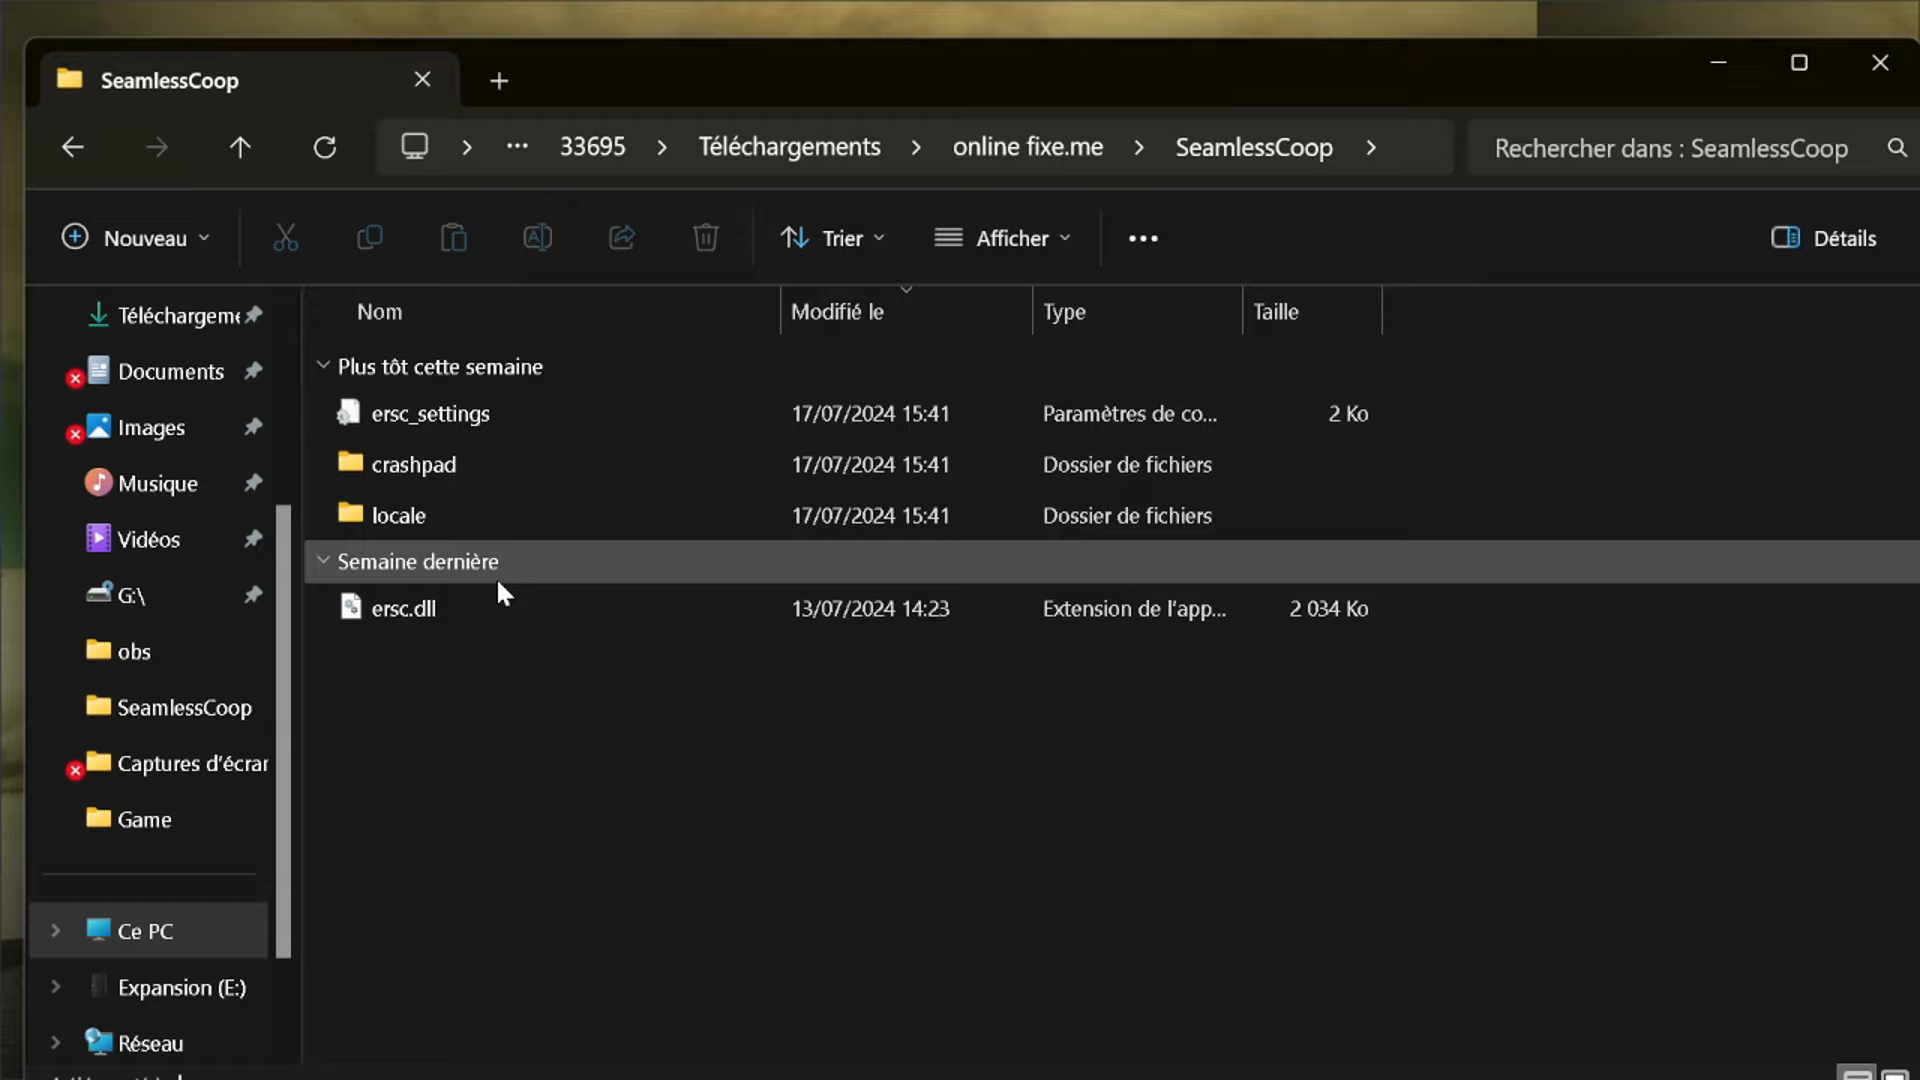 SeamlessCoop
33695 Téléchargements online fixe.me SeamlessCoop
Rechercher dans : SeamlessCoop
Nouveau Trier Afficher Détails
Nom Modifié le Type Taille
Plus tôt cette semaine
ersc_settings 17/07/2024 15:41 Paramètres de co... 2 Ko
crashpad 17/07/2024 15:41 Dossier de fichiers
locale 17/07/2024 15:41 Dossier de fichiers
Semaine dernière
ersc.dll 13/07/2024 14:23 Extension de l'app... 2 034 Ko
Téléchargeme
Documents
Images
Musique
Vidéos
G:\
obs
SeamlessCoop
Captures d'écran
Game
Ce PC
Expansion (E:)
Réseau